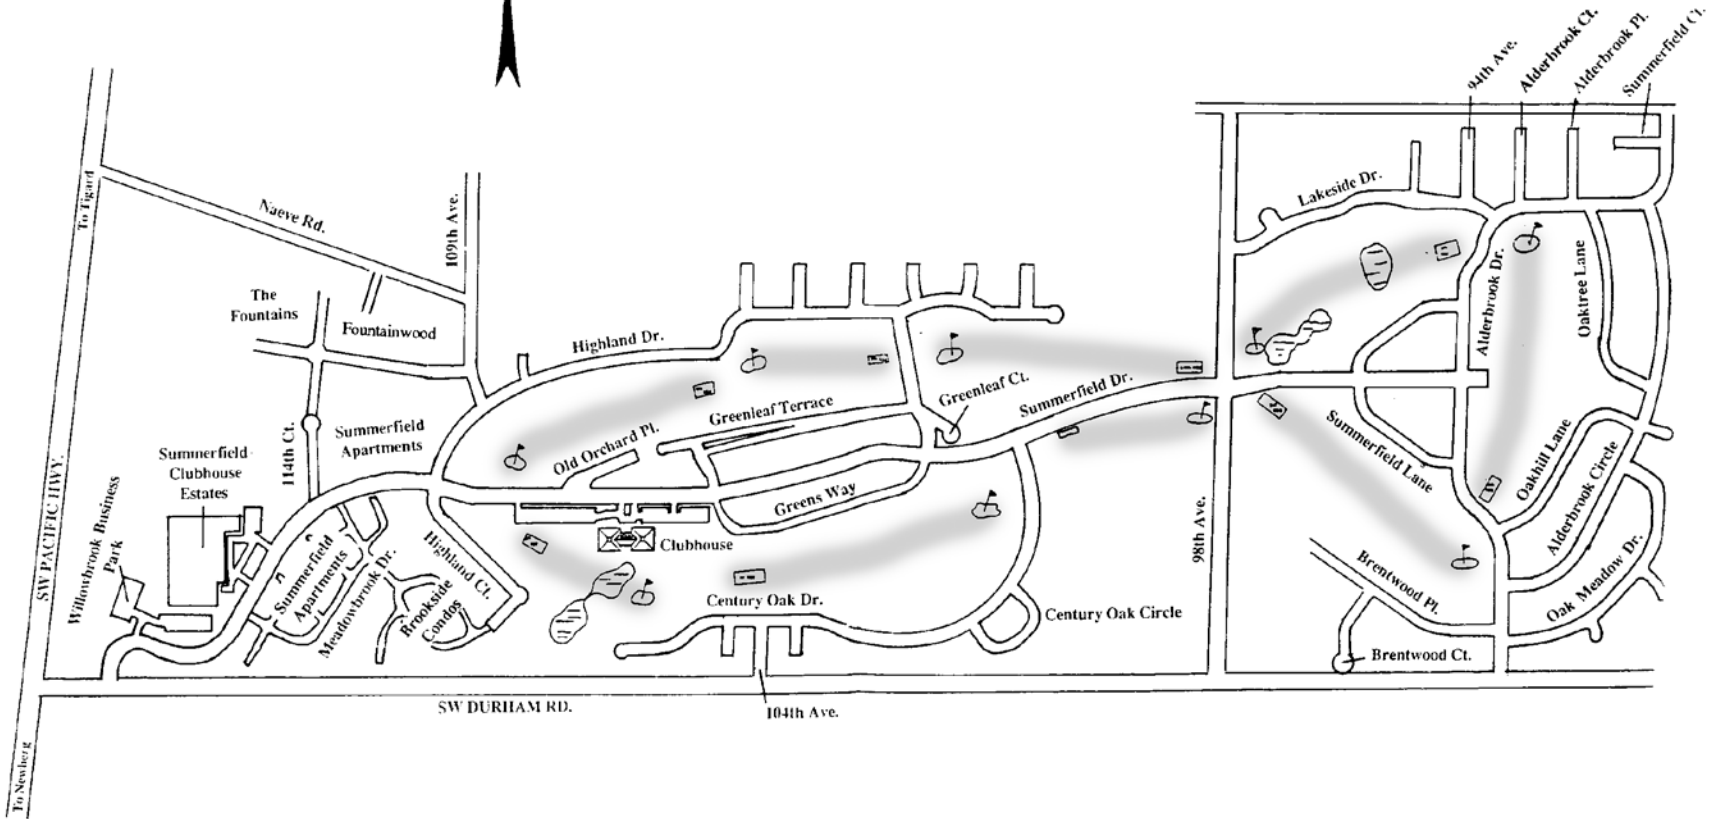 94th Ave.
Alderbrook Ct.
Alderbrook Pl.
Summerfield Ct.
To Tigard
Naeve Rd.
109th Ave.
Lakeside Dr.
The
Fountains
Fountainwood
Highland Dr.
Alderbrook Dr.
Oaktree Lane
Greenleaf Ct.
Summerfield Dr.
Greenleaf Terrace
Old Orchard Pl.
Summerfield
Apartments
114th Ct.
Summerfield
Clubhouse
Estates
SW PACIFIC HWY.
Willowbrook Business
Park
Greens Way
Summerfield Lane
Oakhill Lane
Alderbrook Circle
98th Ave.
Clubhouse
Highland Ct.
Summerfield
Apartments
Meadowbrook Dr.
Brookside
Condos
Century Oak Dr.
Century Oak Circle
Brentwood Pl.
Oak Meadow Dr.
Brentwood Ct.
SW DURHAM RD.
104th Ave.
To Newberg